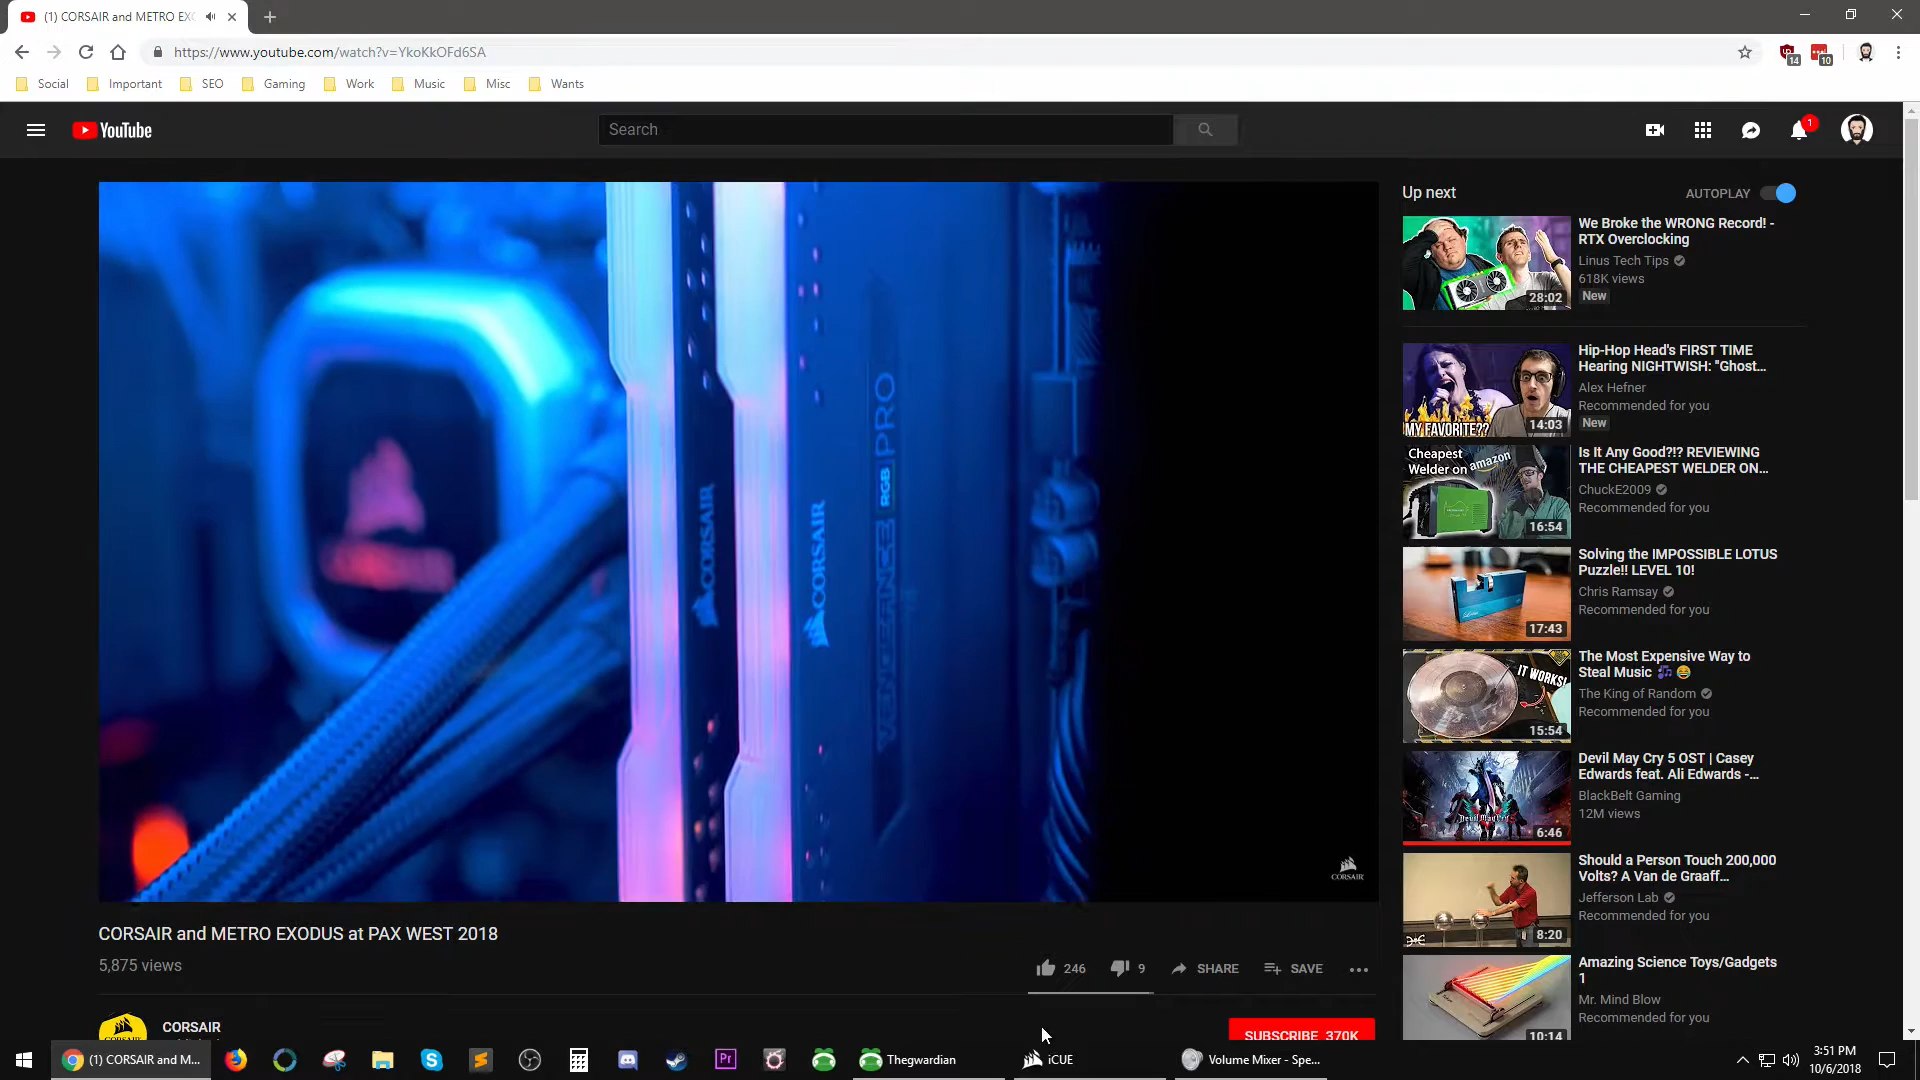 (1) CORSAIR and METRO EXO
https://www.youtube.com/watch?v=YkoKkOFd6SA
14
10
Social
Important
SEO
Gaming
Work
Music
Misc
Wants
YouTube
Search
1
CORSAIR
CORSAIR
VENGEANCE RGB PRO
CORSAIR
Up next
AUTOPLAY
28:02
We Broke the WRONG Record! -
RTX Overclocking
Linus Tech Tips
618K views
New
MY FAVORITE??
14:03
Hip-Hop Head's FIRST TIME
Hearing NIGHTWISH: "Ghost...
Alex Hefner
Recommended for you
New
Cheapest
Welder on amazon
16:54
Is It Any Good?!? REVIEWING
THE CHEAPEST WELDER ON...
ChuckE2009
Recommended for you
17:43
Solving the IMPOSSIBLE LOTUS
Puzzle!! LEVEL 10!
Chris Ramsay
Recommended for you
IT WORKS!
15:54
The Most Expensive Way to
Steal Music 🎵😂
The King of Random
Recommended for you
Devil May Cry
6:46
Devil May Cry 5 OST | Casey
Edwards feat. Ali Edwards -...
BlackBelt Gaming
12M views
8:20
Should a Person Touch 200,000
Volts? A Van de Graaff...
Jefferson Lab
Recommended for you
10:14
Amazing Science Toys/Gadgets
1
Mr. Mind Blow
Recommended for you
CORSAIR and METRO EXODUS at PAX WEST 2018
5,875 views
246
9
SHARE
SAVE
CORSAIR
SUBSCRIBE 370K
(1) CORSAIR and M...
Pr
Thegwardian
iCUE
Volume Mixer - Spe...
3:51 PM
10/6/2018